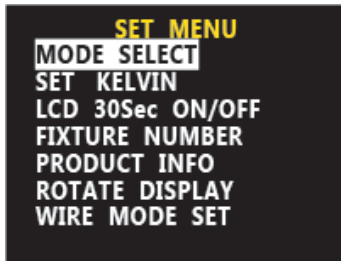 SET MENU
MODE SELECT
SET KELVIN
LCD 30Sec ON/OFF
FIXTURE NUMBER
PRODUCT INFO
ROTATE DISPLAY
WIRE MODE SET